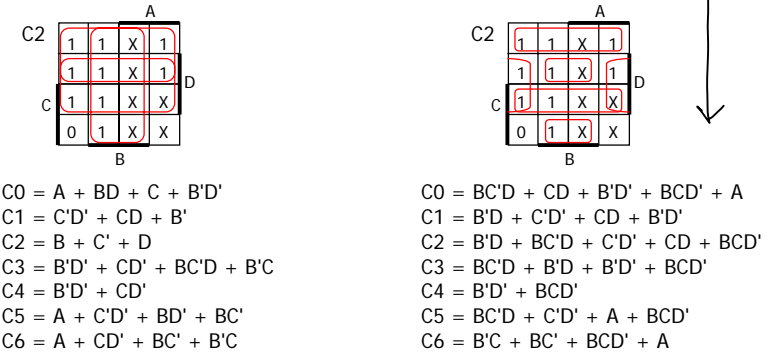 A
C2
1 1 X 1
1 1 X 1
D
C
1 1 X X
0 1 X X
B
C0 = A + BD + C + B'D'
C1 = C'D' + CD + B'
C2 = B + C' + D
C3 = B'D' + CD' + BC'D + B'C
C4 = B'D' + CD'
C5 = A + C'D' + BD' + BC'
C6 = A + CD' + BC' + B'C
A
C2
1 1 X 1
1 1 X 1
D
C
1 1 X X
0 1 X X
B
C0 = BC'D + CD + B'D' + BCD' + A
C1 = B'D + C'D' + CD + B'D'
C2 = B'D + BC'D + C'D' + CD + BCD'
C3 = BC'D + B'D + B'D' + BCD'
C4 = B'D' + BCD'
C5 = BC'D + C'D' + A + BCD'
C6 = B'C + BC' + BCD' + A